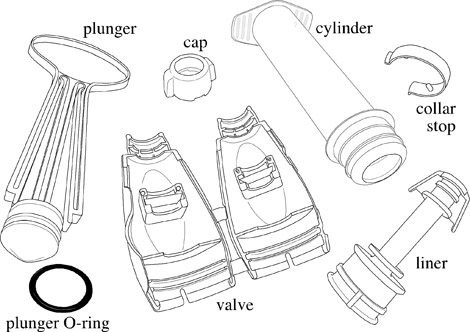 plunger
cap
cylinder
collar
stop
liner
valve
plunger O-ring